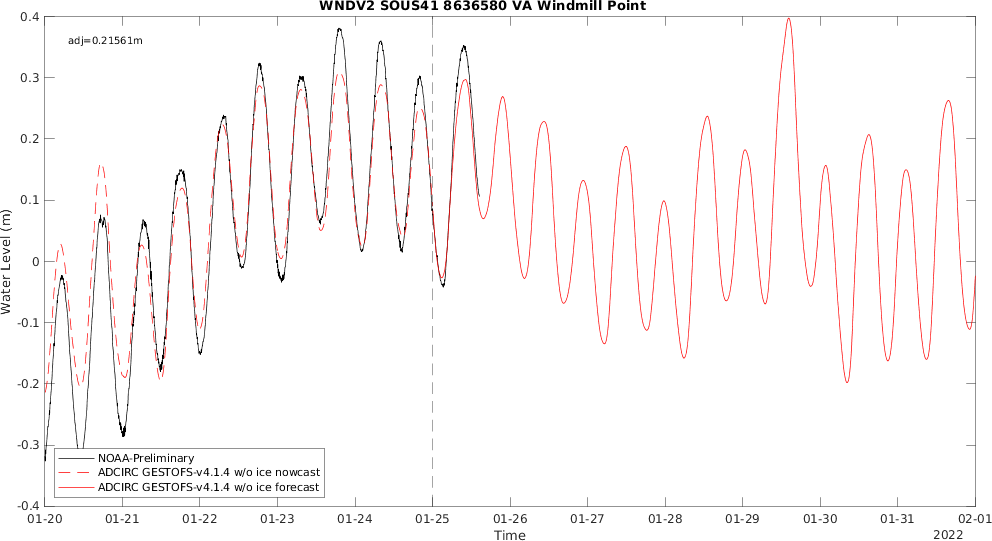 WNDV2 SOUS41 8636580 VA Windmill Point
adj=0.21561m
0.4
0.3
0.2
0.1
0
-0.1
-0.2
-0.3
-0.4
Water Level (m)
NOAA-Preliminary
ADCIRC GESTOFS-v4.1.4 w/o ice nowcast
ADCIRC GESTOFS-v4.1.4 w/o ice forecast
01-20 01-21 01-22 01-23 01-24 01-25 01-26 01-27 01-28 01-29 01-30 01-31 02-01
Time
2022